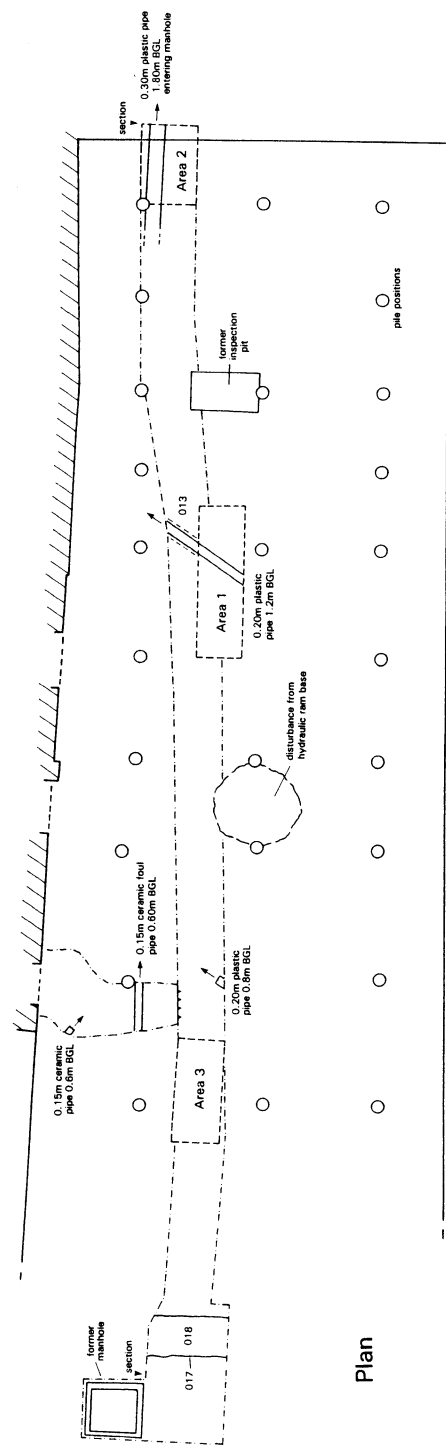 0.30m plastic pipe
1.80m BGL
entering manhole
section
Area 2
former
inspection
pit
pile positions
013
Area 1
0.20m plastic
pipe 1.2m BGL
disturbance from
hydraulic ram base
0.15m ceramic foul
pipe 0.60m BGL
0.20m plastic
pipe 0.8m BGL
0.15m ceramic
pipe 0.6m BGL
Area 3
former
manhole
section
018
017
Plan